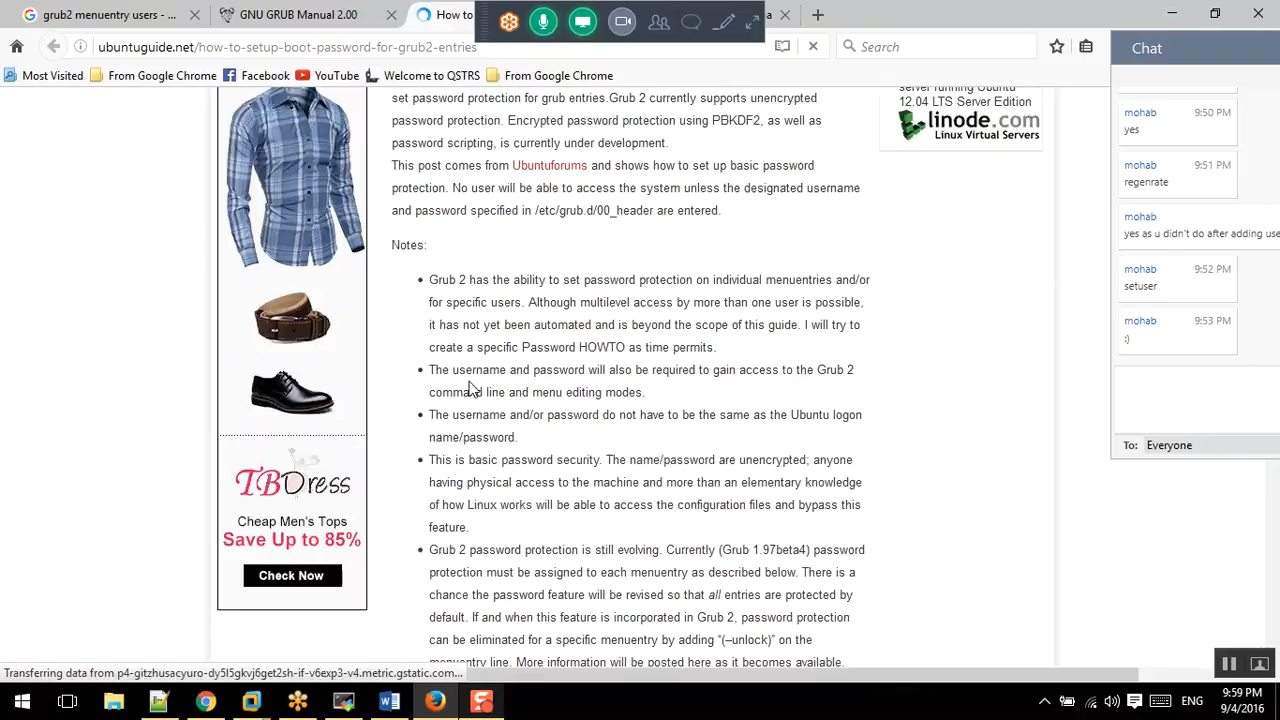 grub2 menuentry users - ...
GNU GRUB Manual 2.00
How to
a
ubuntuguide.net/how-to-setup-boot-password-for-grub2-entries
Search
Most Visited
From Google Chrome
Facebook
YouTube
Welcome to QSTRS
From Google Chrome
set password protection for grub entries.Grub 2 currently supports unencrypted
password protection. Encrypted password protection using PBKDF2, as well as
password scripting, is currently under development.
This post comes from Ubuntuforums and shows how to set up basic password
protection. No user will be able to access the system unless the designated username
and password specified in /etc/grub.d/00_header are entered.
Notes:
Grub 2 has the ability to set password protection on individual menuentries and/or
for specific users. Although multilevel access by more than one user is possible,
it has not yet been automated and is beyond the scope of this guide. I will try to
create a specific Password HOWTO as time permits.
The username and password will also be required to gain access to the Grub 2
command line and menu editing modes.
The username and/or password do not have to be the same as the Ubuntu logon
name/password.
This is basic password security. The name/password are unencrypted; anyone
having physical access to the machine and more than an elementary knowledge
of how Linux works will be able to access the configuration files and bypass this
feature.
Grub 2 password protection is still evolving. Currently (Grub 1.97beta4) password
protection must be assigned to each menuentry as described below. There is a
chance the password feature will be revised so that all entries are protected by
default. If and when this feature is incorporated in Grub 2, password protection
can be eliminated for a specific menuentry by adding “(–unlock)” on the
menuentry line. More information will be posted here as it becomes available.
TBDress
Cheap Men's Tops
Save Up to 85%
Check Now
server running Ubuntu
12.04 LTS Server Edition
linode.com
Linux Virtual Servers
Chat
mohab 9:50 PM
yes
mohab 9:51 PM
regenrate
mohab
yes as u didn't do after adding use
mohab 9:52 PM
setuser
mohab 9:53 PM
:)
To: Everyone
Transferring data from p4-githusacyuro-dy5l5gkvj6get2sh-if-v6exp3-v4.metric.gstatic.com...
ENG
9:59 PM
9/4/2016